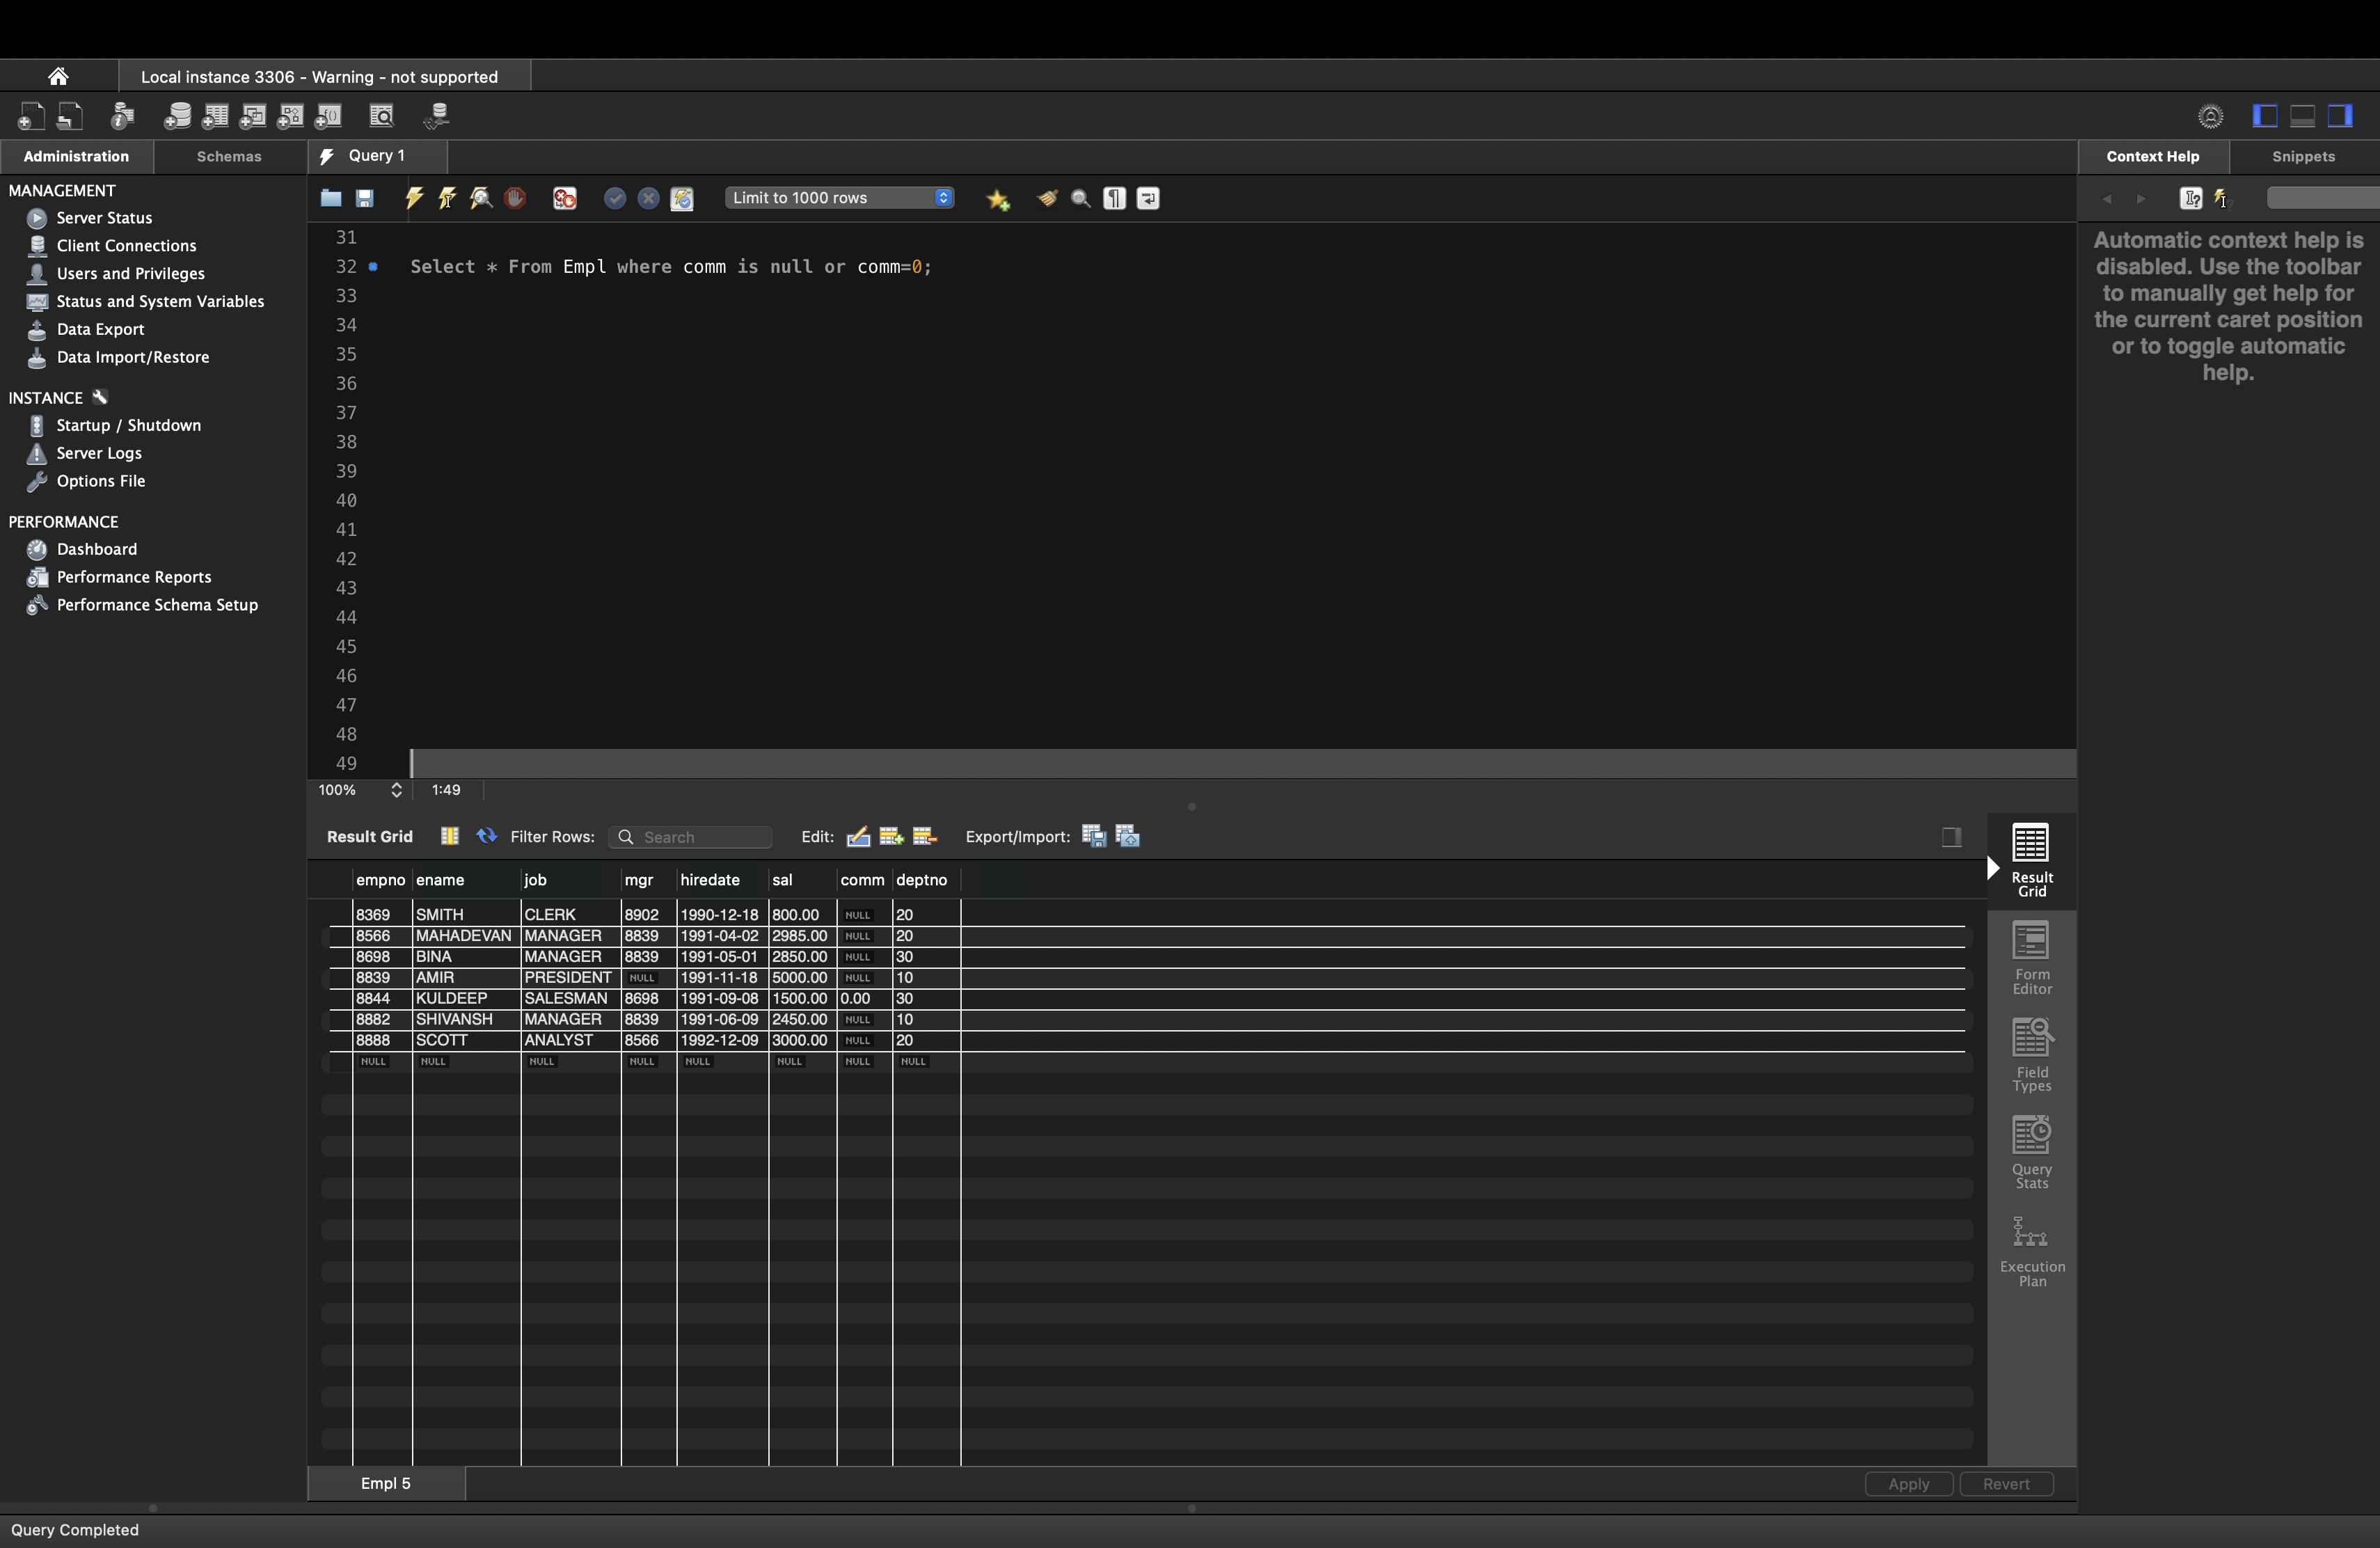 Local instance 3306 - Warning - not supported
Administration Schemas
Query 1
Context Help Snippets
MANAGEMENT
Server Status
Client Connections
Users and Privileges
Status and System Variables
Data Export
Data Import/Restore
INSTANCE
Startup / Shutdown
Server Logs
Options File
PERFORMANCE
Dashboard
Performance Reports
Performance Schema Setup
Limit to 1000 rows
31
32 Select * From Empl where comm is null or comm=0;
33
34
35
36
37
38
39
40
41
42
43
44
45
46
47
48
49
100% 1:49
Automatic context help is
disabled. Use the toolbar
to manually get help for
the current caret position
or to toggle automatic
help.
Result Grid Filter Rows: Search Edit: Export/Import:
empno ename job mgr hiredate sal comm deptno
8369 SMITH CLERK 8902 1990-12-18 800.00 NULL 20
8566 MAHADEVAN MANAGER 8839 1991-04-02 2985.00 NULL 20
8698 BINA MANAGER 8839 1991-05-01 2850.00 NULL 30
8839 AMIR PRESIDENT NULL 1991-11-18 5000.00 NULL 10
8844 KULDEEP SALESMAN 8698 1991-09-08 1500.00 0.00 30
8882 SHIVANSH MANAGER 8839 1991-06-09 2450.00 NULL 10
8888 SCOTT ANALYST 8566 1992-12-09 3000.00 NULL 20
NULL NULL NULL NULL NULL NULL NULL NULL
Result
Grid
Form
Editor
Field
Types
Query
Stats
Execution
Plan
Empl 5
Apply Revert
Query Completed